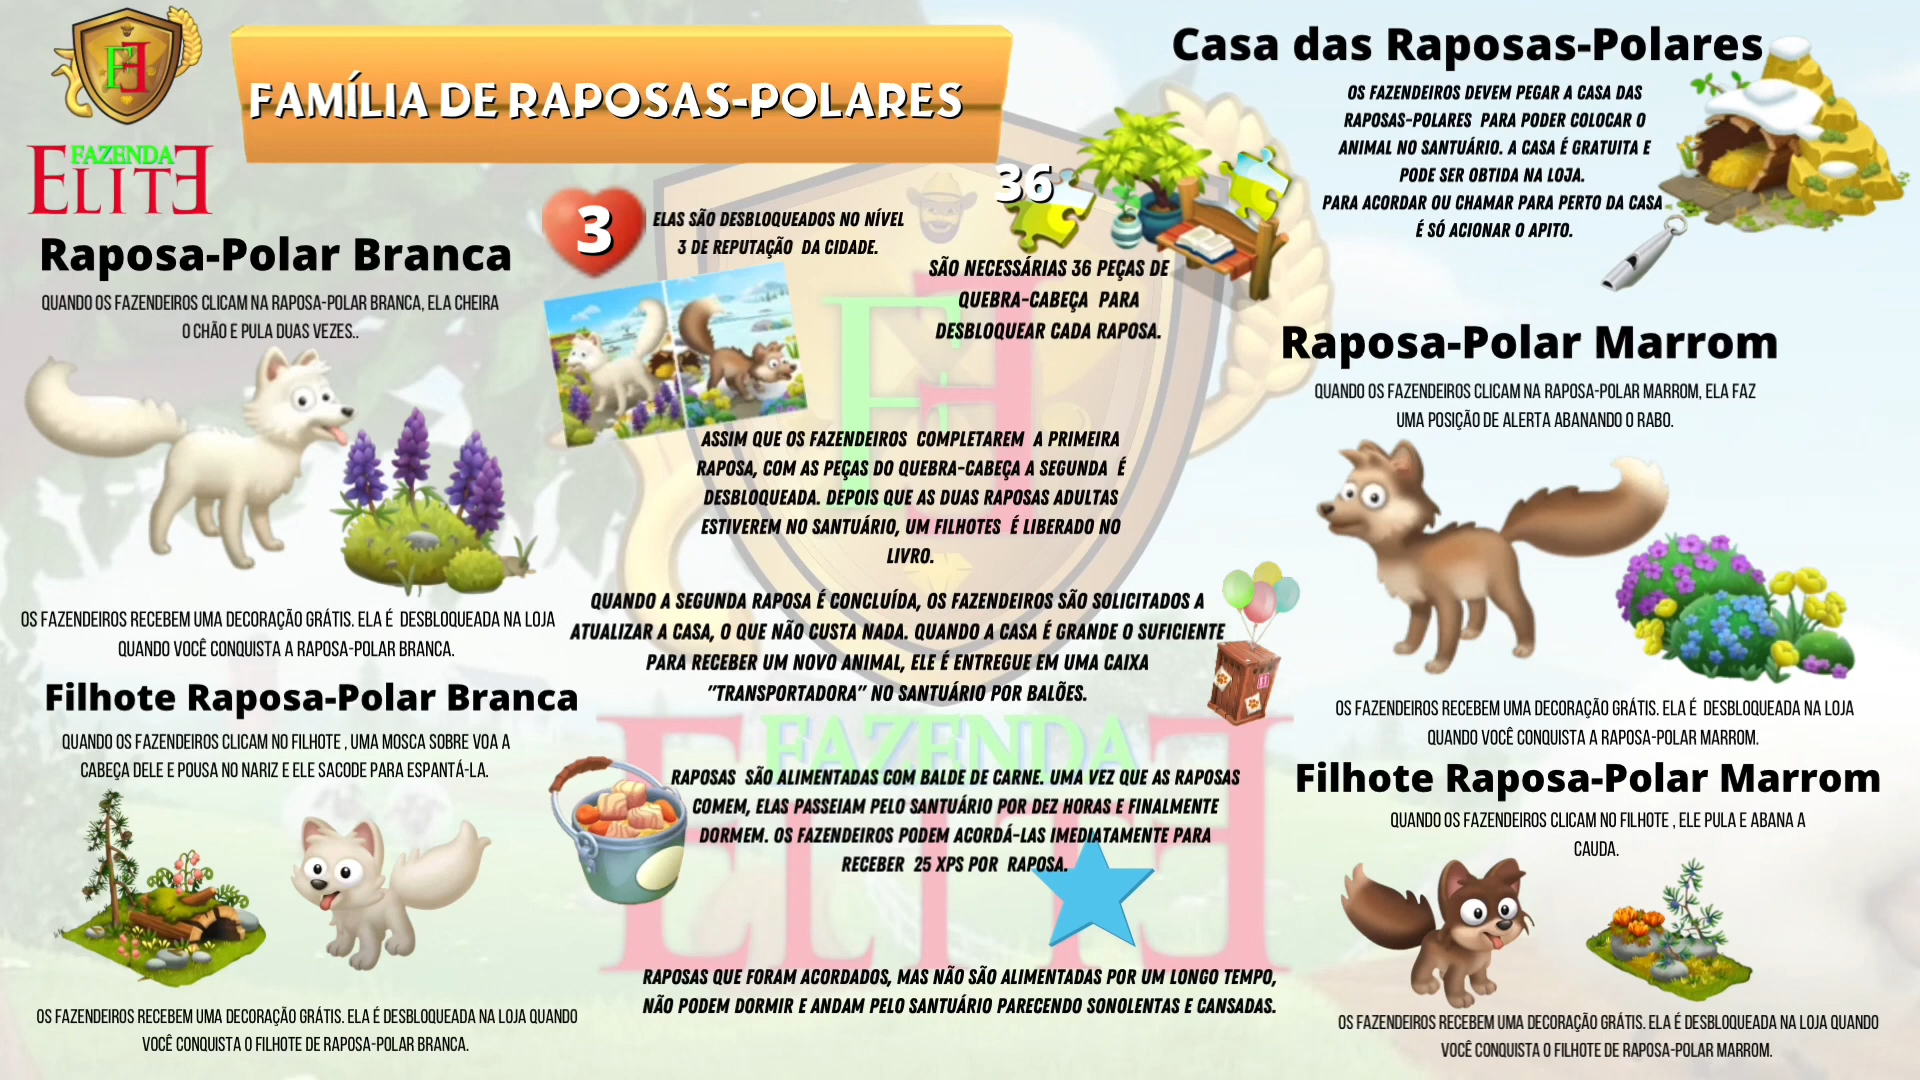 FE
FAZENDA
ELITE
FAMÍLIA DE RAPOSAS-POLARES
Raposa-Polar Branca
QUANDO OS FAZENDEIROS CLICAM NA RAPOSA-POLAR BRANCA, ELA CHEIRA
O CHÃO E PULA DUAS VEZES..
OS FAZENDEIROS RECEBEM UMA DECORAÇÃO GRÁTIS. ELA É DESBLOQUEADA NA LOJA
QUANDO VOCÊ CONQUISTA A RAPOSA-POLAR BRANCA.
Filhote Raposa-Polar Branca
QUANDO OS FAZENDEIROS CLICAM NO FILHOTE , UMA MOSCA SOBRE VOA A
CABEÇA DELE E POUSA NO NARIZ E ELE SACODE PARA ESPANTÁ-LA.
OS FAZENDEIROS RECEBEM UMA DECORAÇÃO GRÁTIS. ELA É DESBLOQUEADA NA LOJA QUANDO
VOCÊ CONQUISTA O FILHOTE DE RAPOSA-POLAR BRANCA.
3
ELAS SÃO DESBLOQUEADOS NO NÍVEL
3 DE REPUTAÇÃO DA CIDADE.
36
SÃO NECESSÁRIAS 36 PEÇAS DE
QUEBRA-CABEÇA PARA
DESBLOQUEAR CADA RAPOSA.
ASSIM QUE OS FAZENDEIROS COMPLETAREM A PRIMEIRA
RAPOSA, COM AS PEÇAS DO QUEBRA-CABEÇA A SEGUNDA É
DESBLOQUEADA. DEPOIS QUE AS DUAS RAPOSAS ADULTAS
ESTIVEREM NO SANTUÁRIO, UM FILHOTES É LIBERADO NO
LIVRO.
QUANDO A SEGUNDA RAPOSA É CONCLUÍDA, OS FAZENDEIROS SÃO SOLICITADOS A
ATUALIZAR A CASA, O QUE NÃO CUSTA NADA. QUANDO A CASA É GRANDE O SUFICIENTE
PARA RECEBER UM NOVO ANIMAL, ELE É ENTREGUE EM UMA CAIXA
"TRANSPORTADORA" NO SANTUÁRIO POR BALÕES.
RAPOSAS SÃO ALIMENTADAS COM BALDE DE CARNE. UMA VEZ QUE AS RAPOSAS
COMEM, ELAS PASSEIAM PELO SANTUÁRIO POR DEZ HORAS E FINALMENTE
DORMEM. OS FAZENDEIROS PODEM ACORDÁ-LAS IMEDIATAMENTE PARA
RECEBER 25 XPS POR RAPOSA.
RAPOSAS QUE FORAM ACORDADOS, MAS NÃO SÃO ALIMENTADAS POR UM LONGO TEMPO,
NÃO PODEM DORMIR E ANDAM PELO SANTUÁRIO PARECENDO SONOLENTAS E CANSADAS.
FE
FAZENDA
ELITE
Casa das Raposas-Polares
OS FAZENDEIROS DEVEM PEGAR A CASA DAS
RAPOSAS-POLARES PARA PODER COLOCAR O
ANIMAL NO SANTUÁRIO. A CASA É GRATUITA E
PODE SER OBTIDA NA LOJA.
PARA ACORDAR OU CHAMAR PARA PERTO DA CASA
É SÓ ACIONAR O APITO.
Raposa-Polar Marrom
QUANDO OS FAZENDEIROS CLICAM NA RAPOSA-POLAR MARROM, ELA FAZ
UMA POSIÇÃO DE ALERTA ABANANDO O RABO.
OS FAZENDEIROS RECEBEM UMA DECORAÇÃO GRÁTIS. ELA É DESBLOQUEADA NA LOJA
QUANDO VOCÊ CONQUISTA A RAPOSA-POLAR MARROM.
Filhote Raposa-Polar Marrom
QUANDO OS FAZENDEIROS CLICAM NO FILHOTE , ELE PULA E ABANA A
CAUDA.
OS FAZENDEIROS RECEBEM UMA DECORAÇÃO GRÁTIS. ELA É DESBLOQUEADA NA LOJA QUANDO
VOCÊ CONQUISTA O FILHOTE DE RAPOSA-POLAR MARROM.